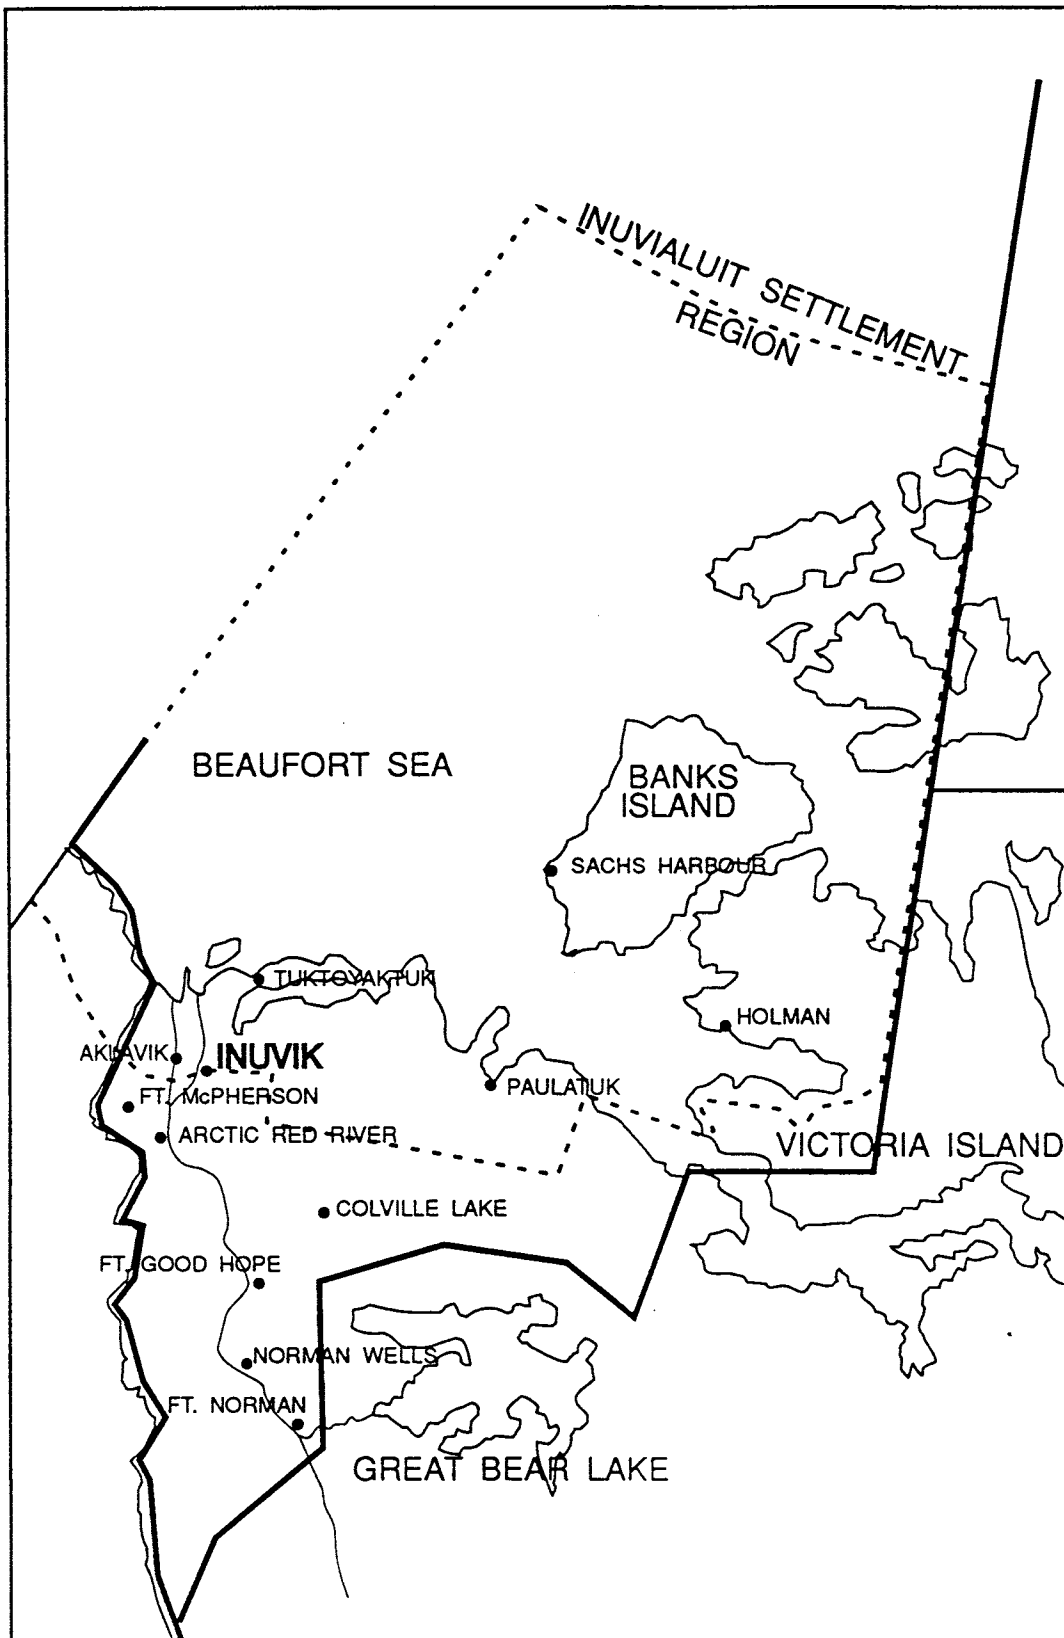 INUVIALUIT SETTLEMENT
REGION
BEAUFORT SEA
BANKS
ISLAND
SACHS HARBOUR
TUKTOYAKTUK
HOLMAN
AKLAVIK
INUVIK
PAULATUK
FT. McPHERSON
ARCTIC RED RIVER
VICTORIA ISLAND
COLVILLE LAKE
FT. GOOD HOPE
NORMAN WELLS
FT. NORMAN
GREAT BEAR LAKE